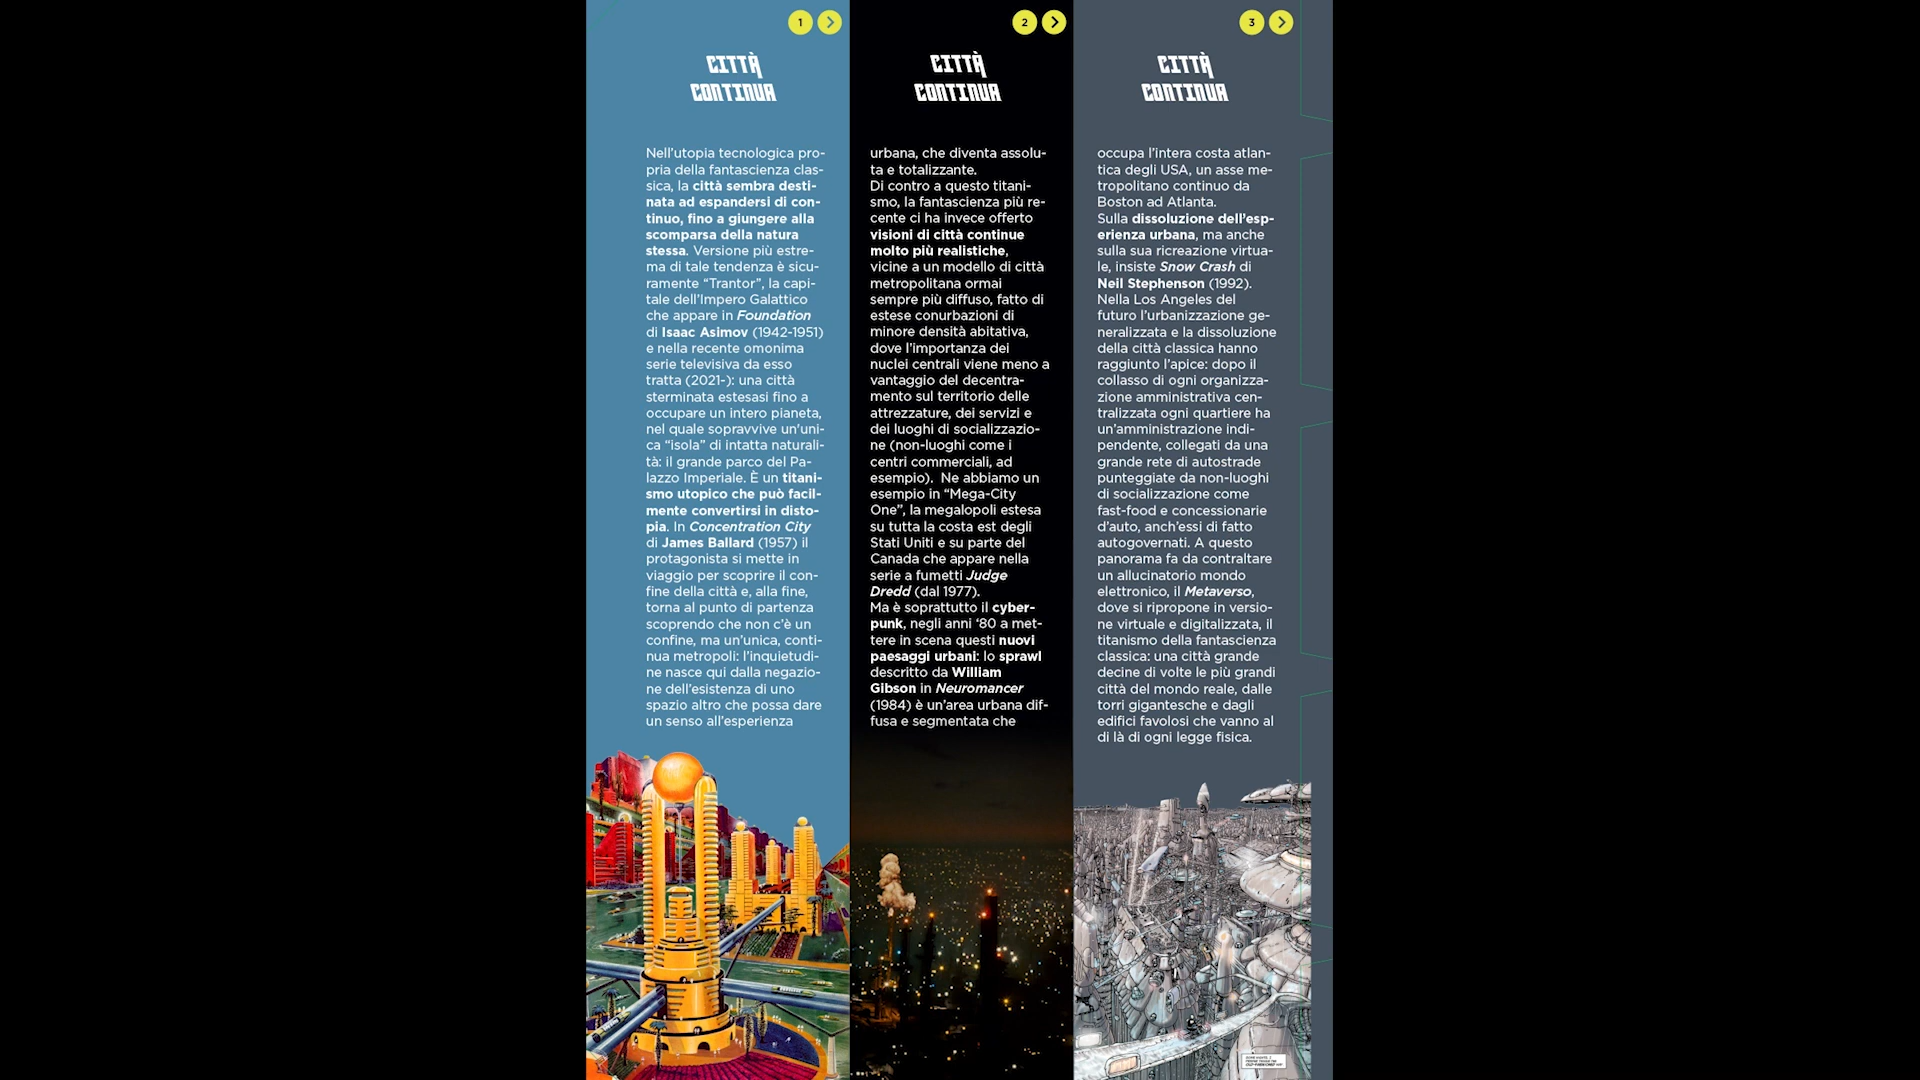 1
CITTÀ
CONTINUA
Nell'utopia tecnologica pro-
pria della fantascienza clas-
sica, la città sembra desti-
nata ad espandersi di con-
tinuo, fino a giungere alla
scomparsa della natura
stessa. Versione più estre-
ma di tale tendenza è sicu-
ramente “Trantor”, la capi-
tale dell'Impero Galattico
che appare in Foundation
di Isaac Asimov (1942-1951)
e nella recente omonima
serie televisiva da esso
tratta (2021-): una città
sterminata estesasi fino a
occupare un intero pianeta,
nel quale sopravvive un'uni-
ca “isola” di intatta naturali-
tà: il grande parco del Pa-
lazzo Imperiale. È un titani-
smo utopico che può facil-
mente convertirsi in disto-
pia. In Concentration City
di James Ballard (1957) il
protagonista si mette in
viaggio per scoprire il con-
fine della città e, alla fine,
torna al punto di partenza
scoprendo che non c'è un
confine, ma un'unica, conti-
nua metropoli: l'inquietudi-
ne nasce qui dalla negazio-
ne dell'esistenza di uno
spazio altro che possa dare
un senso all'esperienza
2
CITTÀ
CONTINUA
urbana, che diventa assolu-
ta e totalizzante.
Di contro a questo titani-
smo, la fantascienza più re-
cente ci ha invece offerto
visioni di città continue
molto più realistiche,
vicine a un modello di città
metropolitana ormai
sempre più diffuso, fatto di
estese conurbazioni di
minore densità abitativa,
dove l'importanza dei
nuclei centrali viene meno a
vantaggio del decentra-
mento sul territorio delle
attrezzature, dei servizi e
dei luoghi di socializzazio-
ne (non-luoghi come i
centri commerciali, ad
esempio).  Ne abbiamo un
esempio in “Mega-City
One”, la megalopoli estesa
su tutta la costa est degli
Stati Uniti e su parte del
Canada che appare nella
serie a fumetti Judge
Dredd (dal 1977).
Ma è soprattutto il cyber-
punk, negli anni ‘80 a met-
tere in scena questi nuovi
paesaggi urbani: lo sprawl
descritto da William
Gibson in Neuromancer
(1984) è un'area urbana dif-
fusa e segmentata che
3
CITTÀ
CONTINUA
occupa l'intera costa atlan-
tica degli USA, un asse me-
tropolitano continuo da
Boston ad Atlanta.
Sulla dissoluzione dell'esp-
erienza urbana, ma anche
sulla sua ricreazione virtua-
le, insiste Snow Crash di
Neil Stephenson (1992).
Nella Los Angeles del
futuro l'urbanizzazione ge-
neralizzata e la dissoluzione
della città classica hanno
raggiunto l'apice: dopo il
collasso di ogni organizza-
zione amministrativa cen-
tralizzata ogni quartiere ha
un'amministrazione indi-
pendente, collegati da una
grande rete di autostrade
punteggiate da non-luoghi
di socializzazione come
fast-food e concessionarie
d'auto, anch'essi di fatto
autogovernati. A questo
panorama fa da contraltare
un allucinatorio mondo
elettronico, il Metaverso,
dove si ripropone in versio-
ne virtuale e digitalizzata, il
titanismo della fantascienza
classica: una città grande
decine di volte le più grandi
città del mondo reale, dalle
torri gigantesche e dagli
edifici favolosi che vanno al
di là di ogni legge fisica.